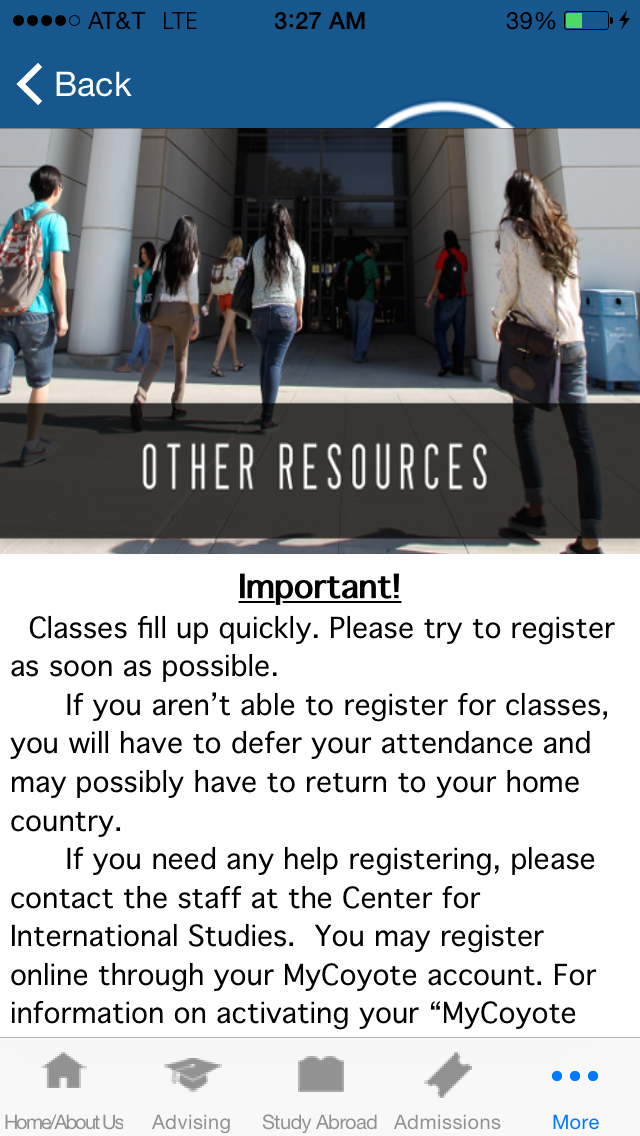 AT&T LTE 3:27 AM 39%
Back
OTHER RESOURCES
Important!
Classes fill up quickly. Please try to register
as soon as possible.
If you aren’t able to register for classes,
you will have to defer your attendance and
may possibly have to return to your home
country.
If you need any help registering, please
contact the staff at the Center for
International Studies.  You may register
online through your MyCoyote account. For
information on activating your “MyCoyote
Home/About Us Advising Study Abroad Admissions More